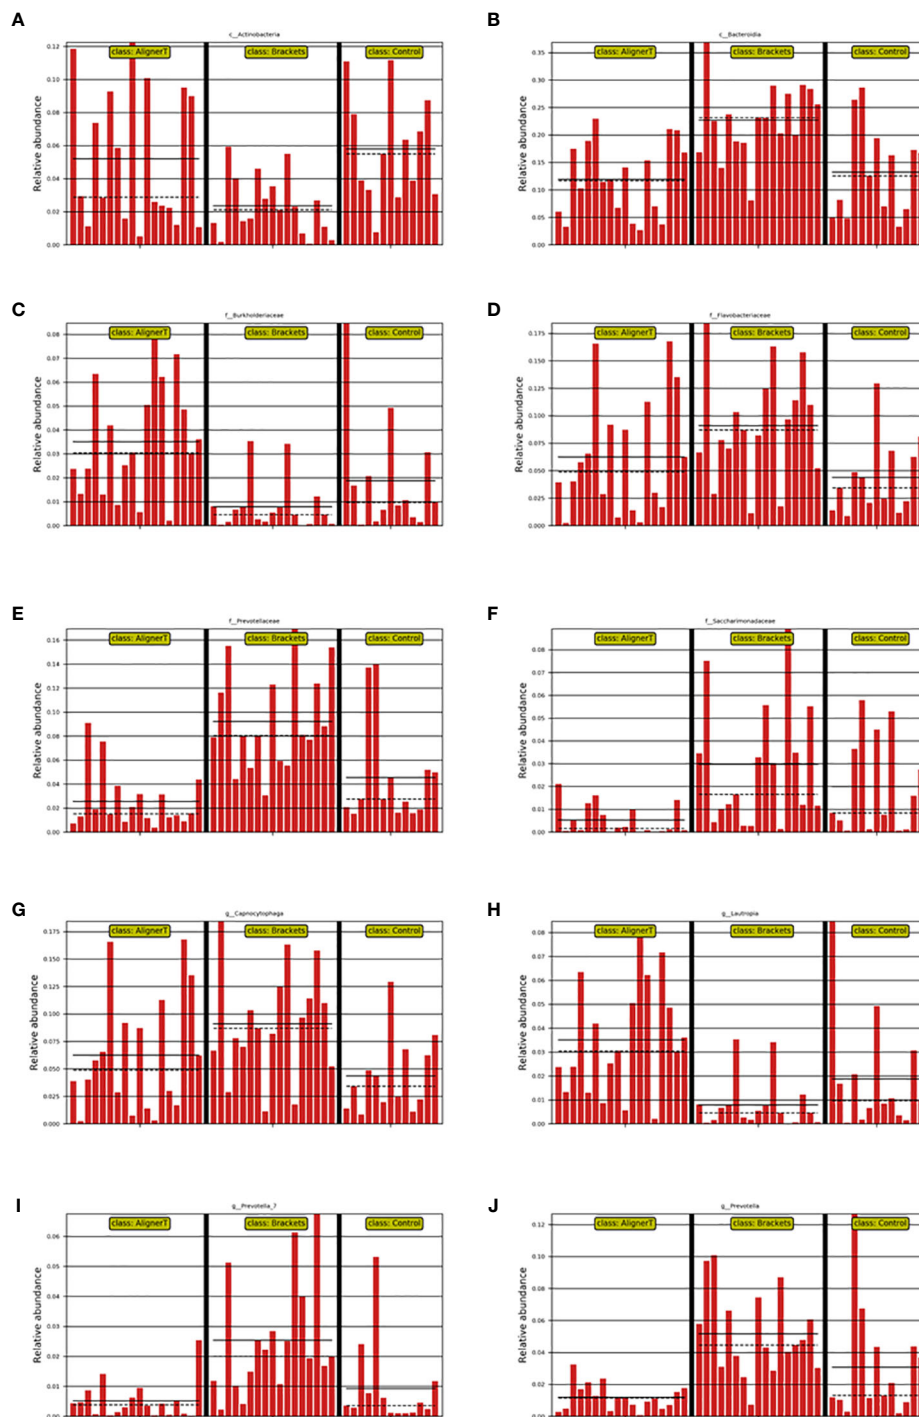 A
c__Actinobacteria
class: AlignerT
class: Brackets
class: Control
Relative abundance
0.12
0.10
0.08
0.06
0.04
0.02
0.00
B
c__Bacteroidia
class: AlignerT
class: Brackets
class: Control
Relative abundance
0.35
0.30
0.25
0.20
0.15
0.10
0.05
0.00
C
f__Burkholderiaceae
class: AlignerT
class: Brackets
class: Control
Relative abundance
0.08
0.07
0.06
0.05
0.04
0.03
0.02
0.01
0.00
D
f__Flavobacteriaceae
class: AlignerT
class: Brackets
class: Control
Relative abundance
0.175
0.150
0.125
0.100
0.075
0.050
0.025
0.000
E
f__Prevotellaceae
class: AlignerT
class: Brackets
class: Control
Relative abundance
0.16
0.14
0.12
0.10
0.08
0.06
0.04
0.02
0.00
F
f__Saccharimonadaceae
class: AlignerT
class: Brackets
class: Control
Relative abundance
0.08
0.07
0.06
0.05
0.04
0.03
0.02
0.01
0.00
G
g__Capnocytophaga
class: AlignerT
class: Brackets
class: Control
Relative abundance
0.175
0.150
0.125
0.100
0.075
0.050
0.025
0.000
H
g__Lautropia
class: AlignerT
class: Brackets
class: Control
Relative abundance
0.08
0.07
0.06
0.05
0.04
0.03
0.02
0.01
0.00
I
g__Prevotella_7
class: AlignerT
class: Brackets
class: Control
Relative abundance
0.06
0.05
0.04
0.03
0.02
0.01
0.00
J
g__Prevotella
class: AlignerT
class: Brackets
class: Control
Relative abundance
0.12
0.10
0.08
0.06
0.04
0.02
0.00